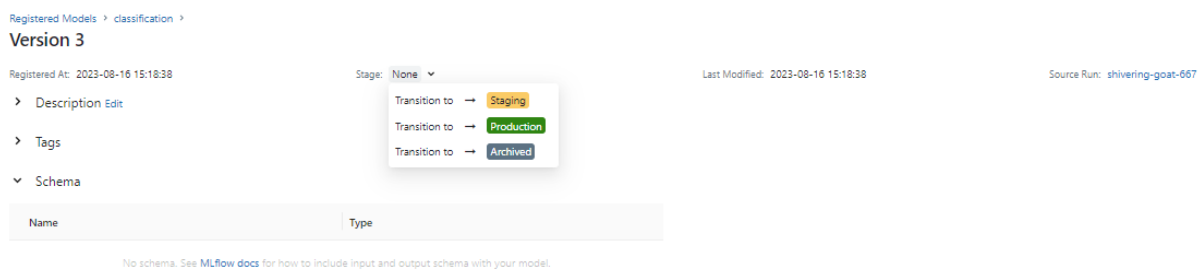 Registered Models > classification >
Version 3
Registered At: 2023-08-16 15:18:38 Stage: None Last Modified: 2023-08-16 15:18:38 Source Run: shivering-goat-667
Description Edit
Transition to → Staging
Transition to → Production
Transition to → Archived
Tags
Schema
Name Type
No schema. See MLflow docs for how to include input and output schema with your model.